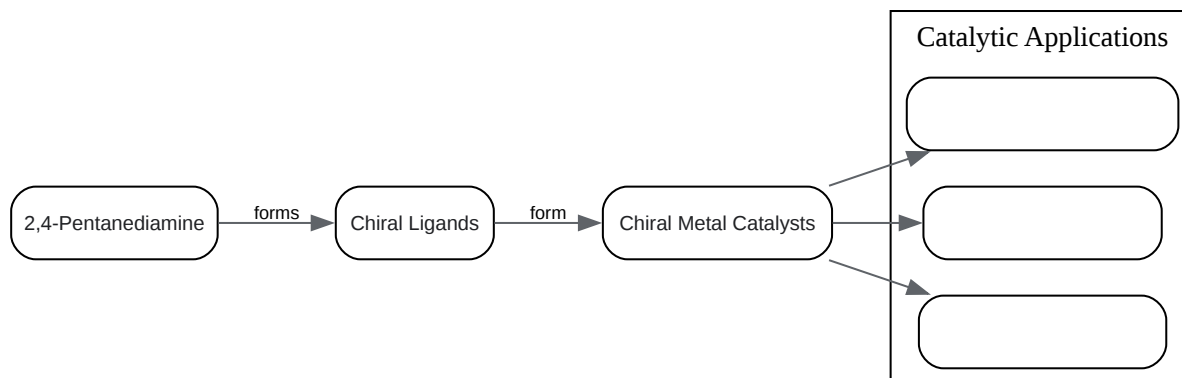 Catalytic Applications
2,4-Pentanediamine
forms
Chiral Ligands
form
Chiral Metal Catalysts